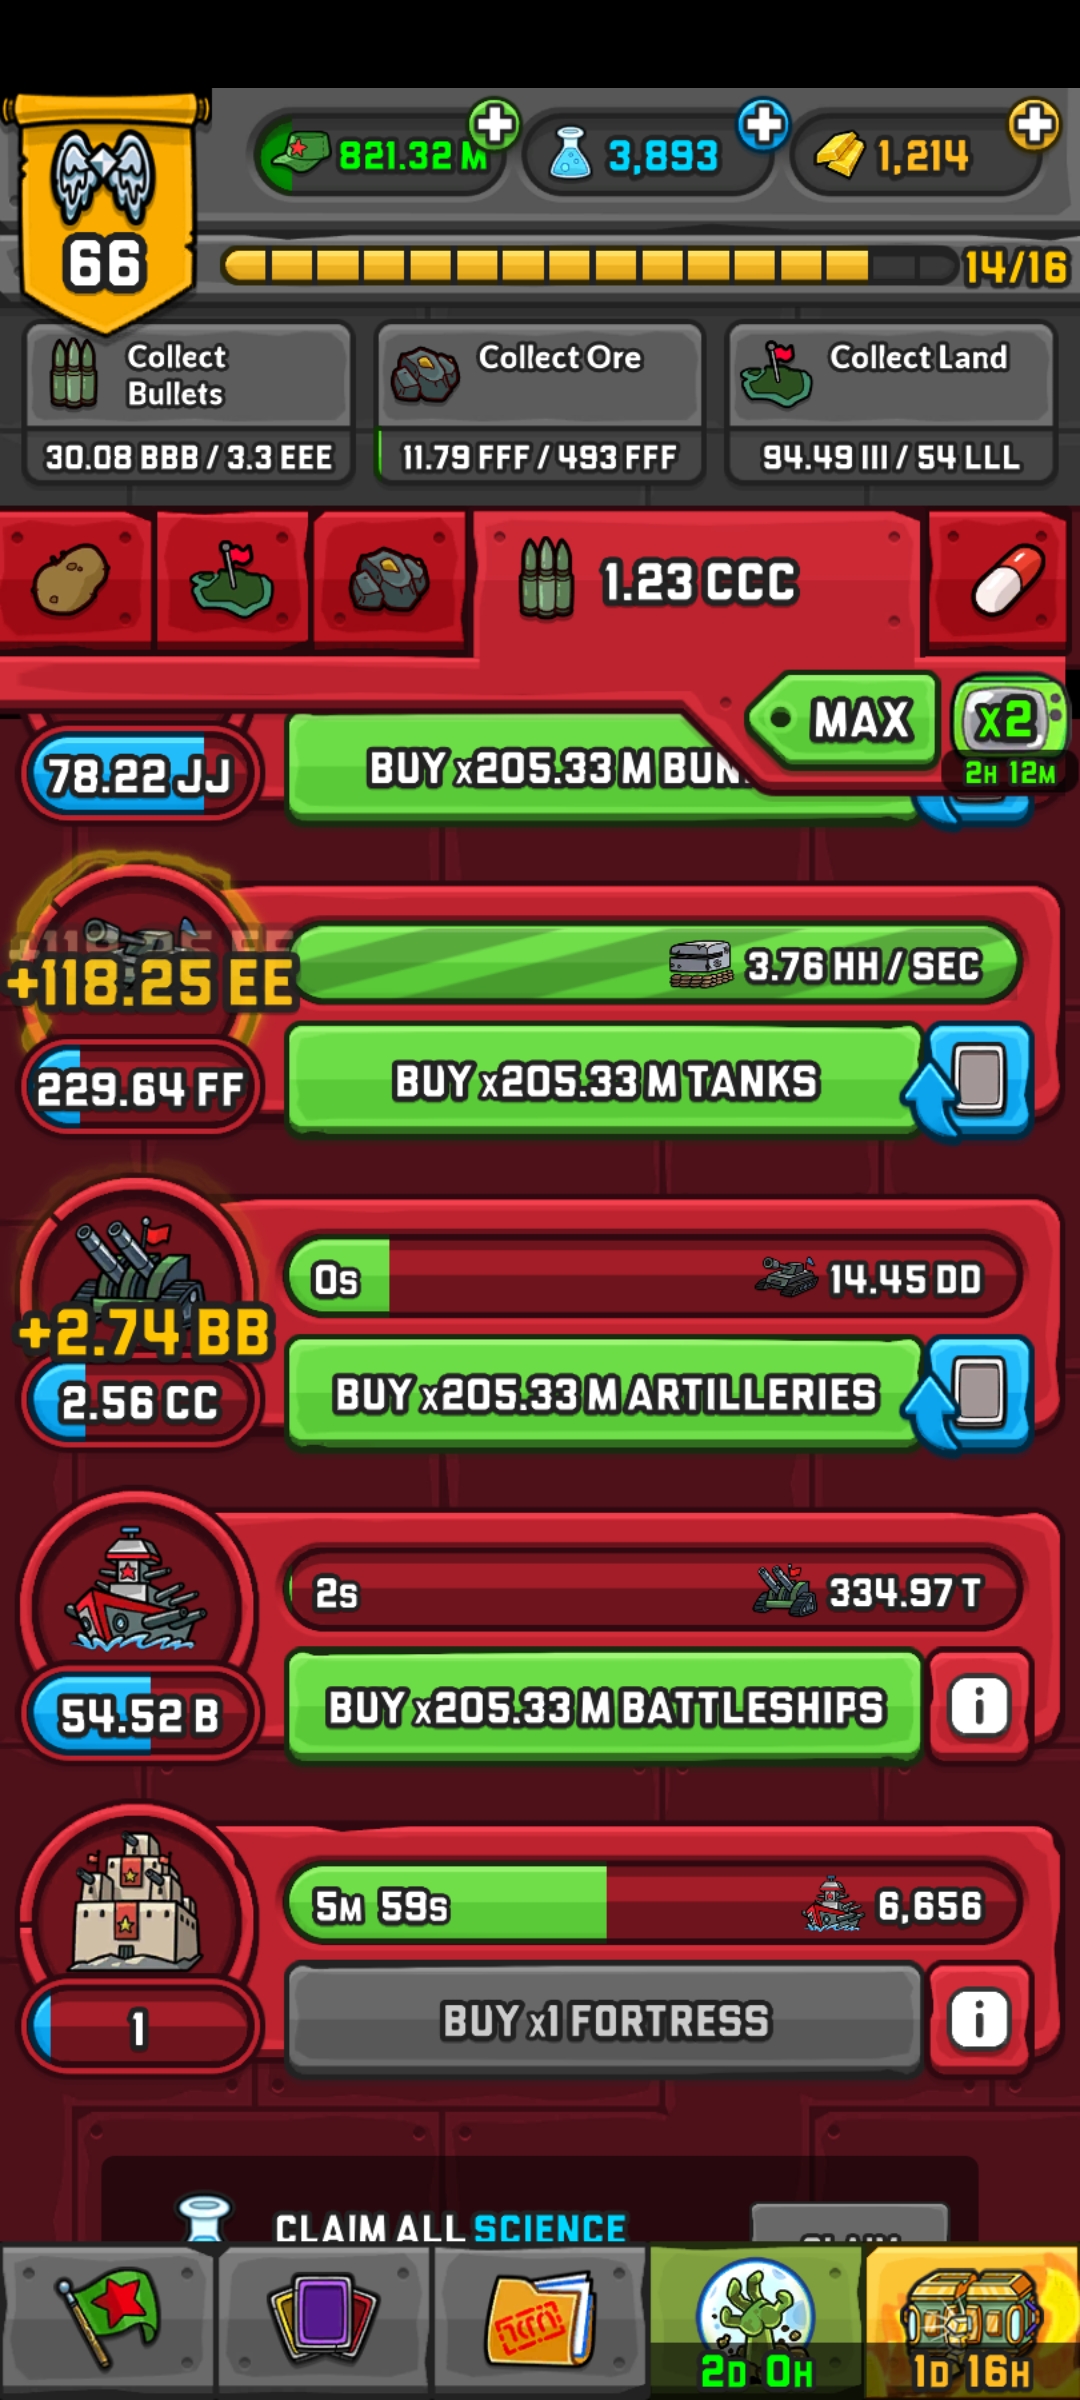 821.32 M
3,893
1,214
66
14/16
Collect
Bullets
Collect Ore
Collect Land
30.08 BBB / 3.3 EEE
11.79 FFF / 493 FFF
94.49 III / 54 LLL
1.23 CCC
MAX
x2
2H 12M
78.22 JJ
BUY x205.33 M BUN
+118.25 EE
+118.25 EE
3.76 HH / SEC
229.64 FF
BUY x205.33 M TANKS
0s
14.45 DD
+2.74 BB
2.56 CC
BUY x205.33 M ARTILLERIES
2s
334.97 T
54.52 B
BUY x205.33 M BATTLESHIPS
i
5M 59s
6,656
1
BUY x1 FORTRESS
i
CLAIM ALL SCIENCE
2D 0H
1D 16H